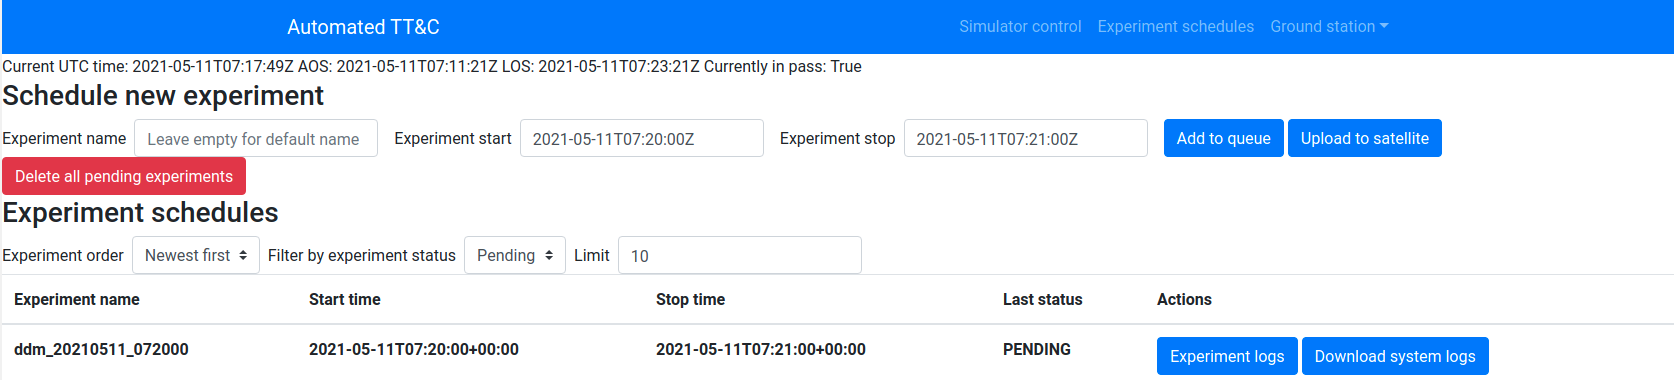 Automated TT&C Simulator control Experiment schedules Ground station
Current UTC time: 2021-05-11T07:17:49Z AOS: 2021-05-11T07:11:21Z LOS: 2021-05-11T07:23:21Z Currently in pass: True
Schedule new experiment
Experiment name Leave empty for default name Experiment start 2021-05-11T07:20:00Z Experiment stop 2021-05-11T07:21:00Z Add to queue Upload to satellite
Delete all pending experiments
Experiment schedules
Experiment order Newest first Filter by experiment status Pending Limit 10
Experiment name Start time Stop time Last status Actions
ddm_20210511_072000 2021-05-11T07:20:00+00:00 2021-05-11T07:21:00+00:00 PENDING Experiment logs Download system logs